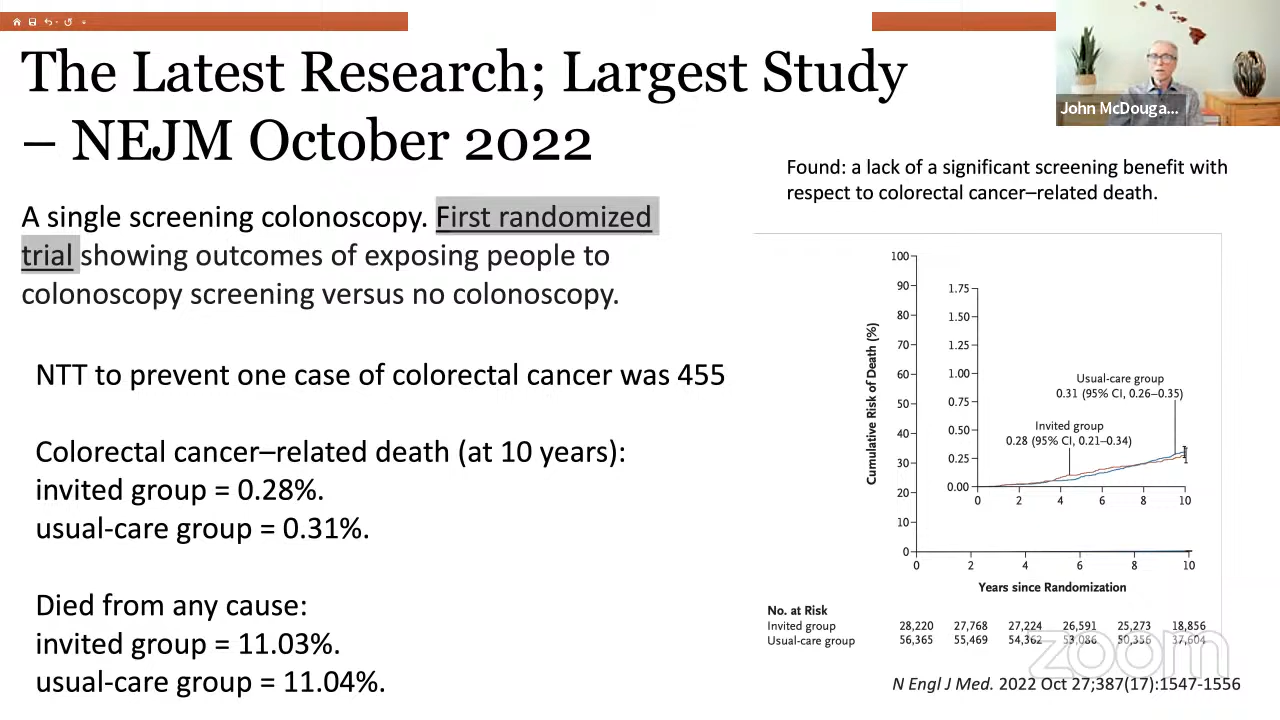 The Latest Research; Largest Study
– NEJM October 2022
John McDouga...
Found: a lack of a significant screening benefit with
respect to colorectal cancer–related death.
A single screening colonoscopy. First randomized
trial showing outcomes of exposing people to
colonoscopy screening versus no colonoscopy.
NTT to prevent one case of colorectal cancer was 455
Colorectal cancer–related death (at 10 years):
invited group = 0.28%.
usual-care group = 0.31%.
Died from any cause:
invited group = 11.03%.
usual-care group = 11.04%.
Cumulative Risk of Death (%)
100
90
80
70
60
50
40
30
20
10
0
1.75
1.50
1.25
1.00
0.75
0.50
0.25
0.00
Usual-care group
0.31 (95% CI, 0.26–0.35)
Invited group
0.28 (95% CI, 0.21–0.34)
0 2 4 6 8 10
0 2 4 6 8 10
Years since Randomization
No. at Risk
Invited group 28,220 27,768 27,224 26,591 25,273 18,856
Usual-care group 56,365 55,469 54,362 53,086 50,356 37,604
zoom
N Engl J Med. 2022 Oct 27;387(17):1547-1556